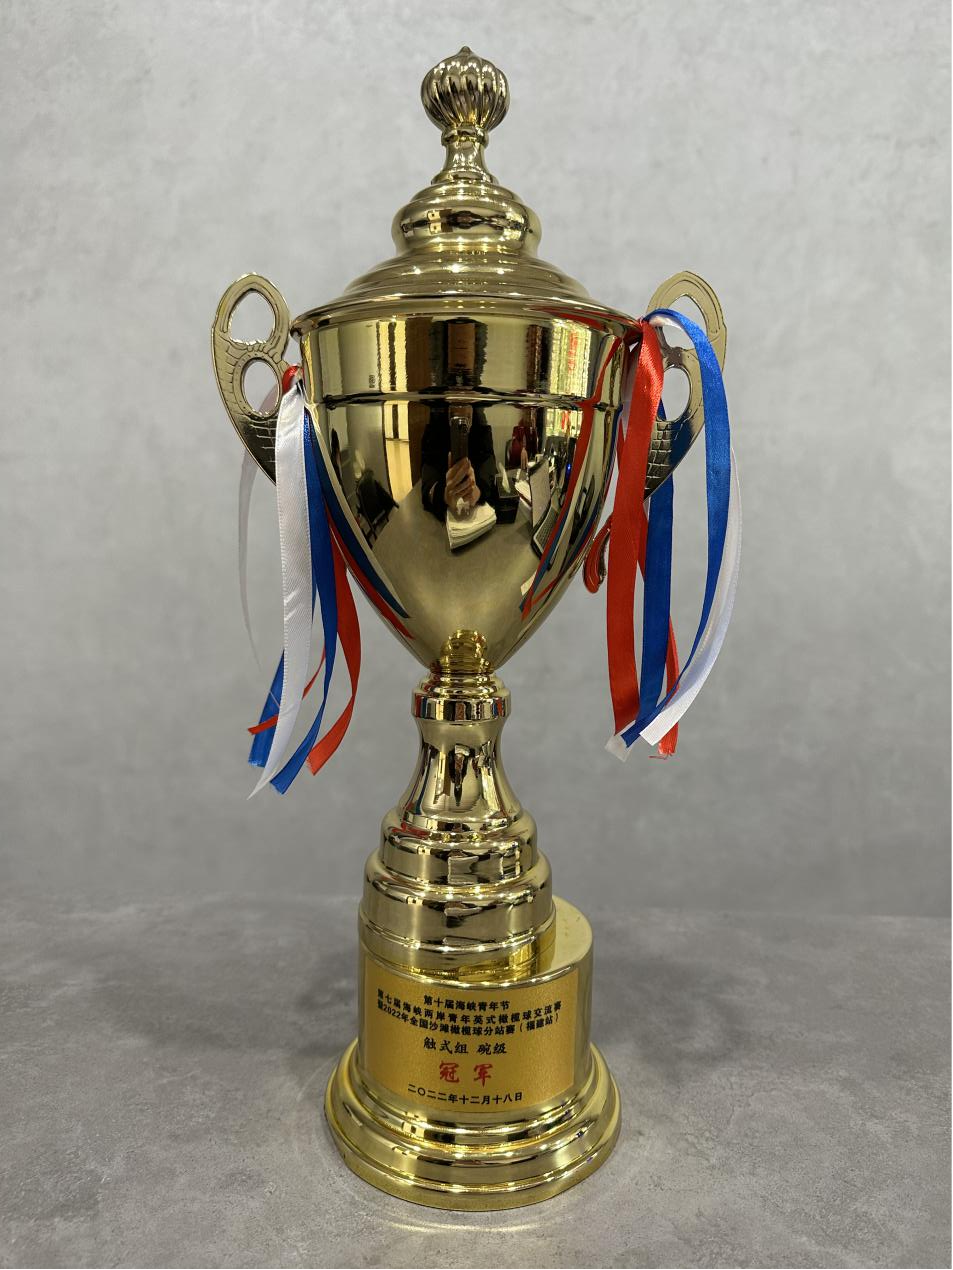 第十届海峡青年节
第七届海峡两岸青年英式橄榄球交流赛
暨2022年全国沙滩橄榄球分站赛（福建站）
触式组 碗级
冠军
二〇二二年十二月十八日